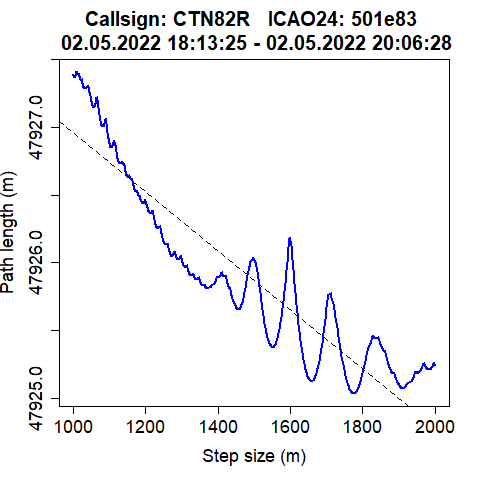 Callsign: CTN82R   ICAO24: 501e83
02.05.2022 18:13:25 - 02.05.2022 20:06:28
Path length (m)
47927.0
47926.0
47925.0
1000 1200 1400 1600 1800 2000
Step size (m)